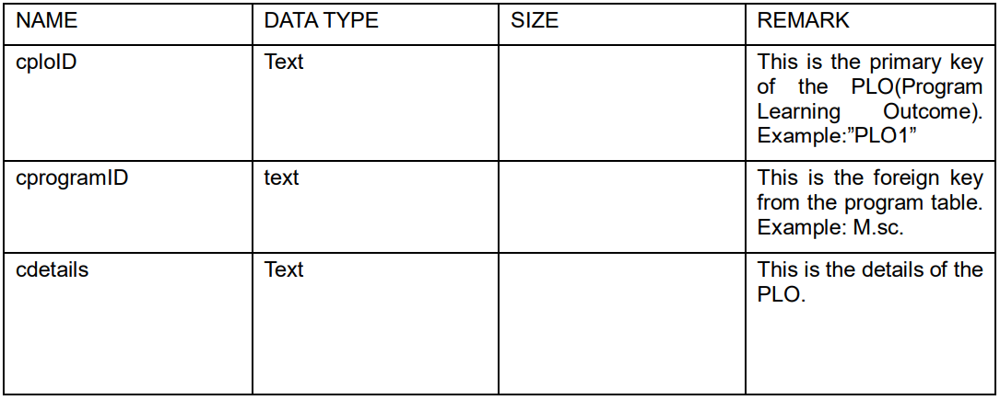 NAME DATA TYPE SIZE REMARK
cploID Text This is the primary key
of the PLO(Program
Learning Outcome).
Example:”PLO1”
cprogramID text This is the foreign key
from the program table.
Example: M.sc.
cdetails Text This is the details of the
PLO.